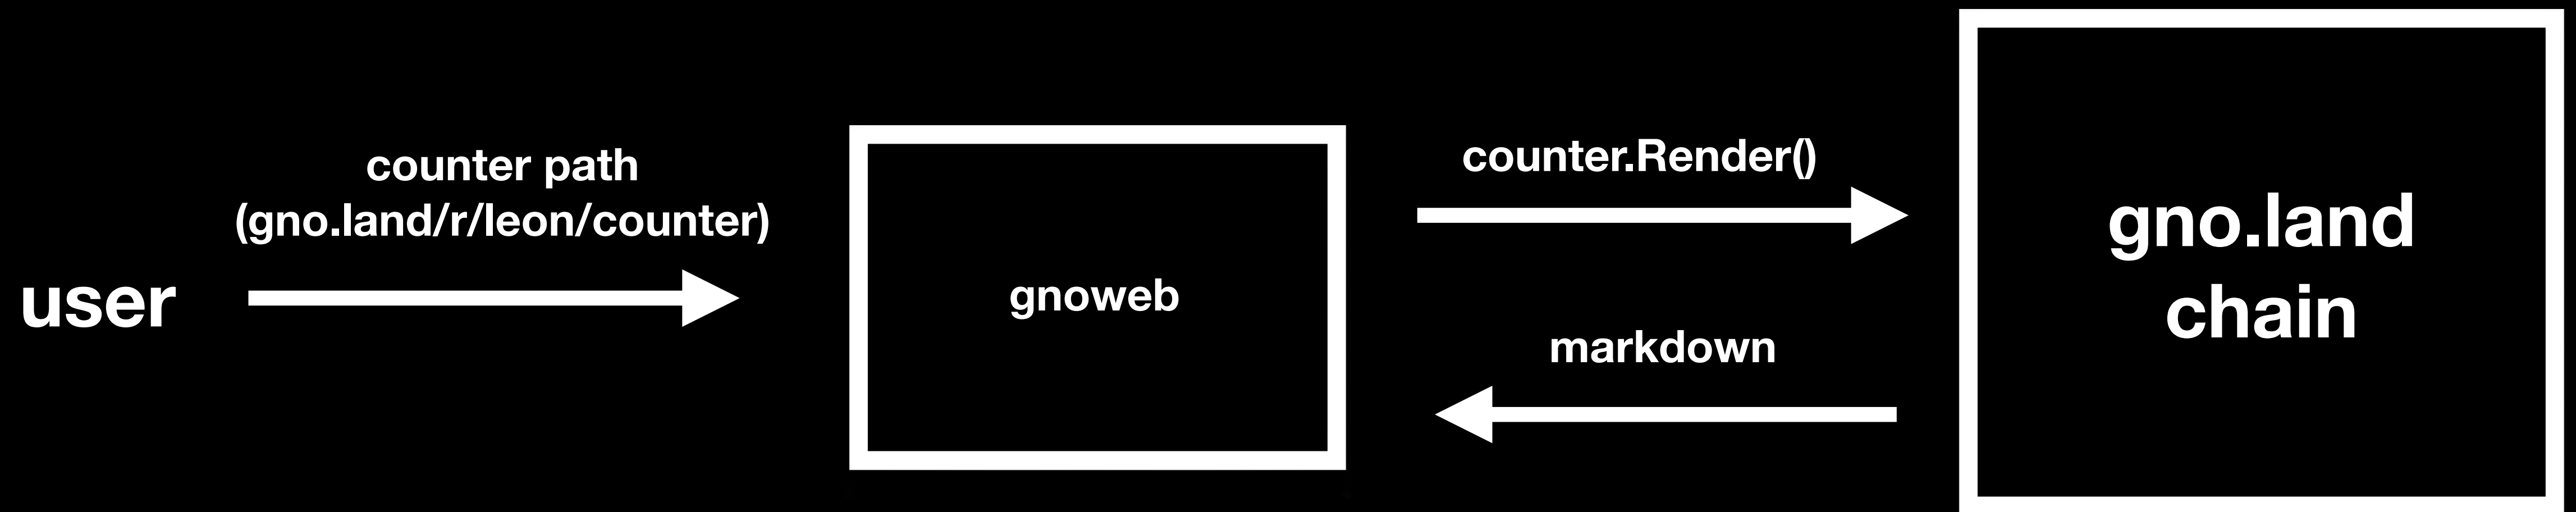 user
counter path
(gno.land/r/leon/counter)
gnoweb
counter.Render()
markdown
gno.land
chain